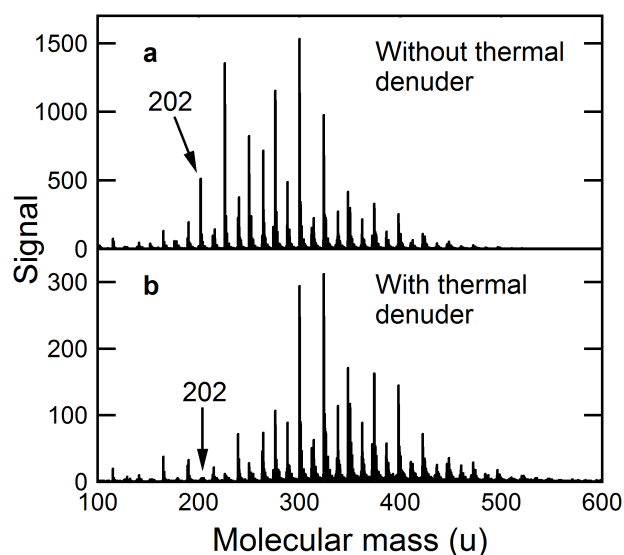 1500
a
Without thermal
denuder
202
1000
500
0
Signal
300
b
With thermal
denuder
202
200
100
0
100 200 300 400 500 600
Molecular mass (u)